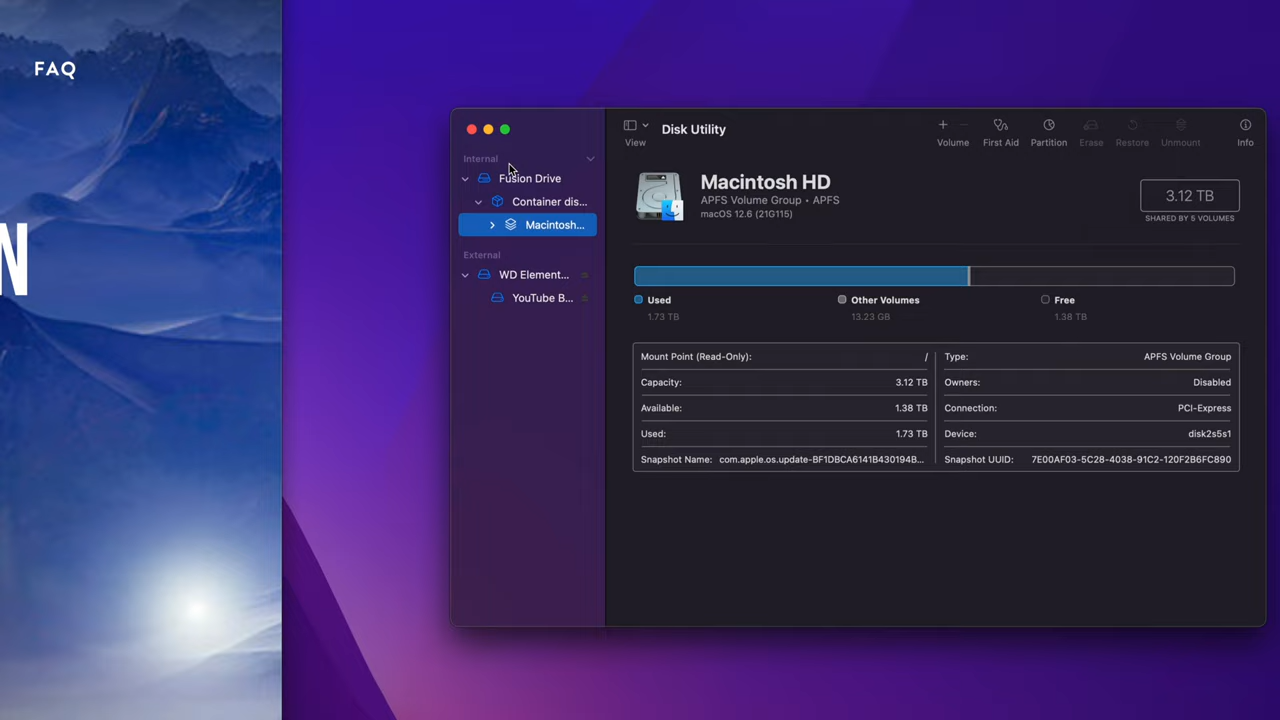 FAQ
N
Internal
Fusion Drive
Container dis...
Macintosh...
External
WD Element...
YouTube B...
View
Disk Utility
Volume
First Aid
Partition
Erase
Restore
Unmount
Info
Macintosh HD
APFS Volume Group • APFS
macOS 12.6 (21G115)
3.12 TB
SHARED BY 5 VOLUMES
Used
1.73 TB
Other Volumes
13.23 GB
Free
1.38 TB
Mount Point (Read-Only): /
Capacity: 3.12 TB
Available: 1.38 TB
Used: 1.73 TB
Snapshot Name: com.apple.os.update-BF1DBCA6141B430194B...
Type: APFS Volume Group
Owners: Disabled
Connection: PCI-Express
Device: disk2s5s1
Snapshot UUID: 7E00AF03-5C28-4038-91C2-120F2B6FC890